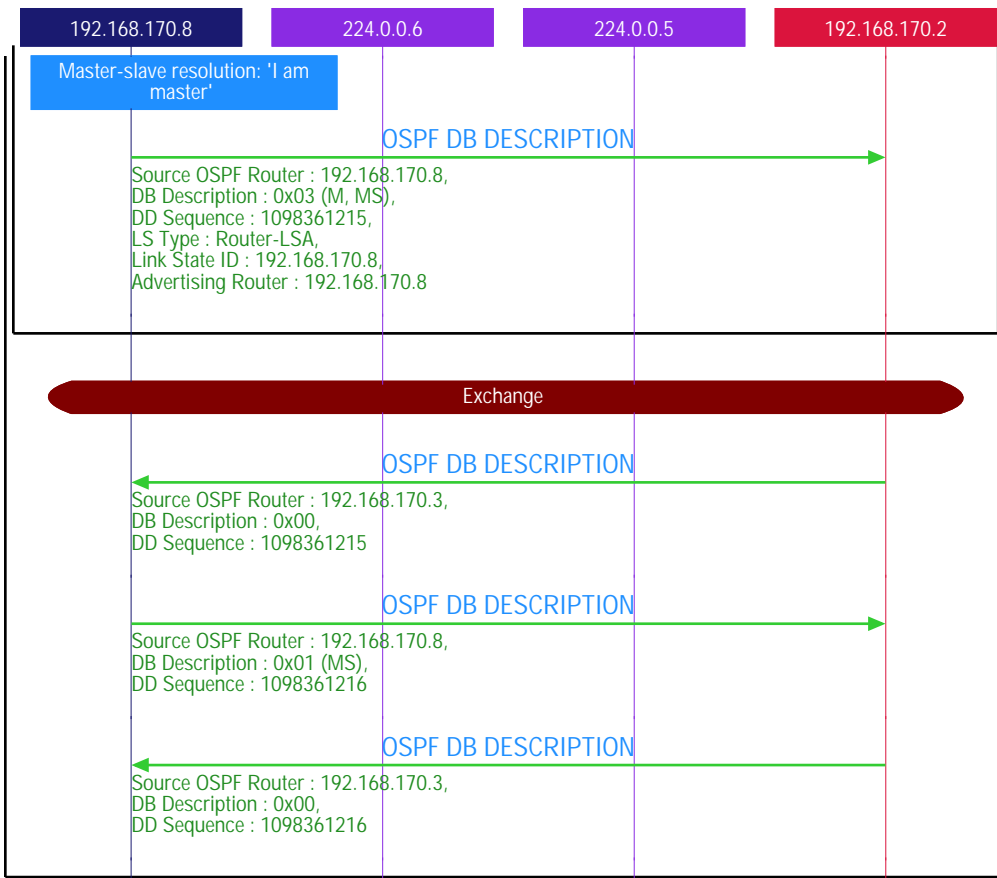 192.168.170.8
224.0.0.6
224.0.0.5
192.168.170.2
Master-slave resolution: 'I am
master'
OSPF DB DESCRIPTION
Source OSPF Router : 192.168.170.8,
DB Description : 0x03 (M, MS),
DD Sequence : 1098361215,
LS Type : Router-LSA,
Link State ID : 192.168.170.8,
Advertising Router : 192.168.170.8
Exchange
OSPF DB DESCRIPTION
Source OSPF Router : 192.168.170.3,
DB Description : 0x00,
DD Sequence : 1098361215
OSPF DB DESCRIPTION
Source OSPF Router : 192.168.170.8,
DB Description : 0x01 (MS),
DD Sequence : 1098361216
OSPF DB DESCRIPTION
Source OSPF Router : 192.168.170.3,
DB Description : 0x00,
DD Sequence : 1098361216